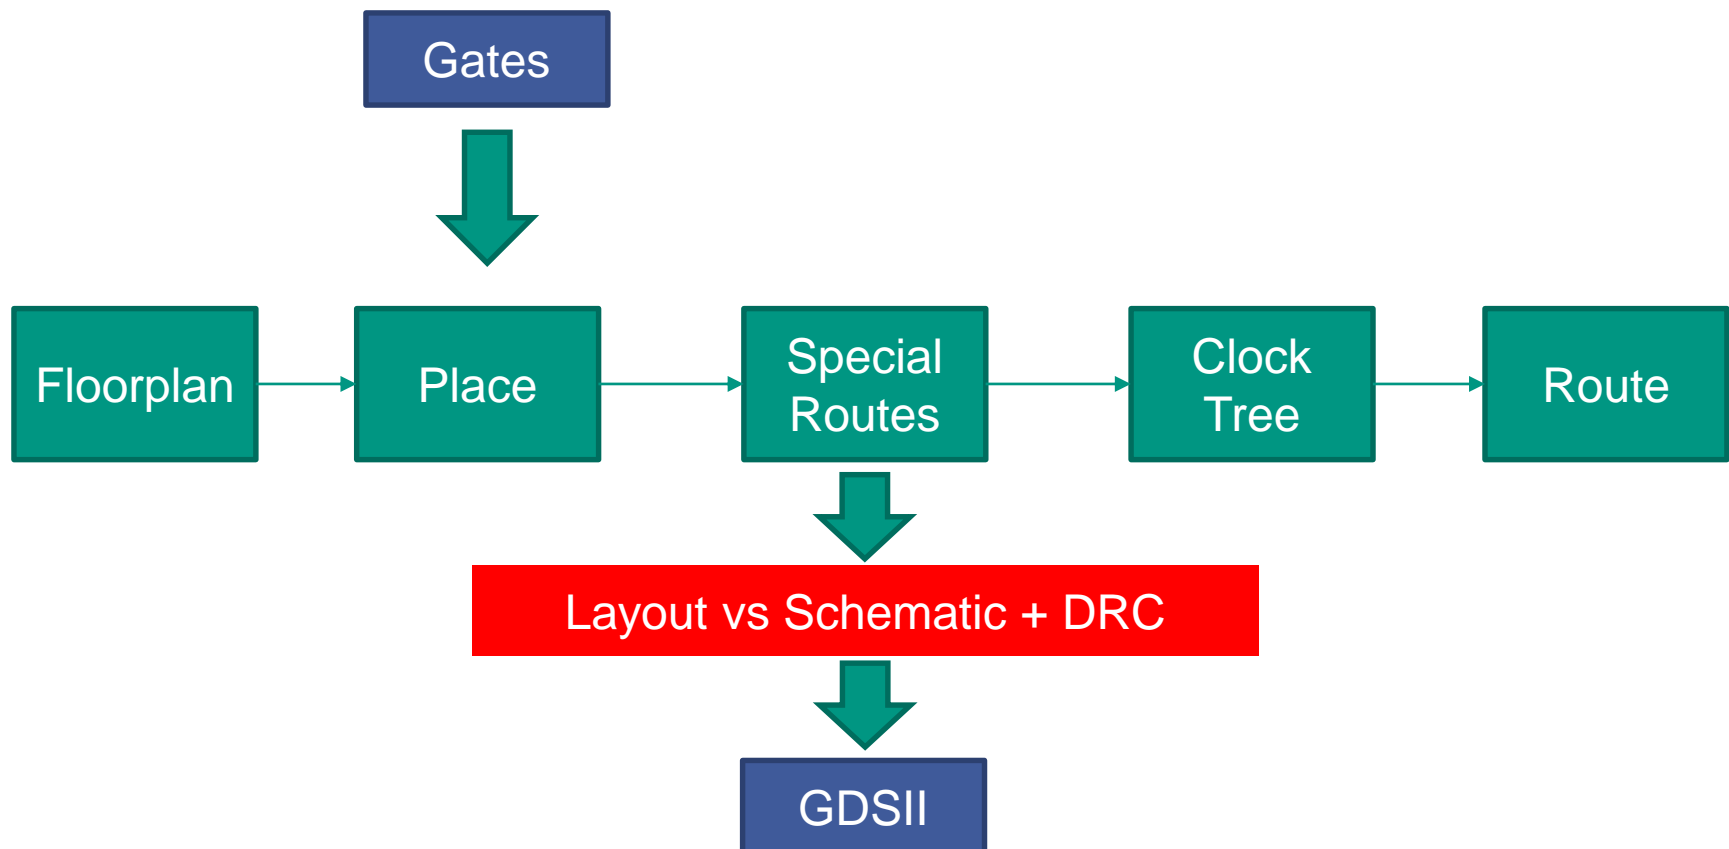 Gates
Floorplan
Place
Special
Routes
Clock
Tree
Route
Layout vs Schematic + DRC
GDSII